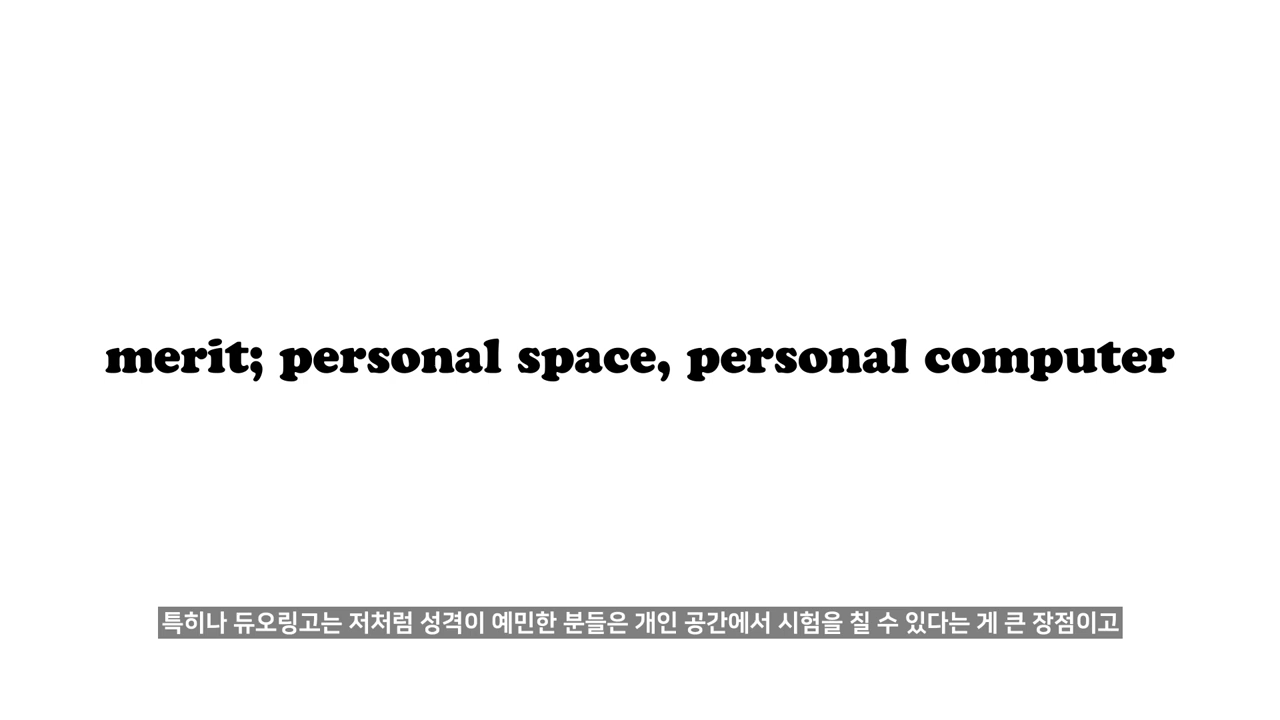 merit; personal space, personal computer
특히나 듀오링고는 저처럼 성격이 예민한 분들은 개인 공간에서 시험을 칠 수 있다는 게 큰 장점이고